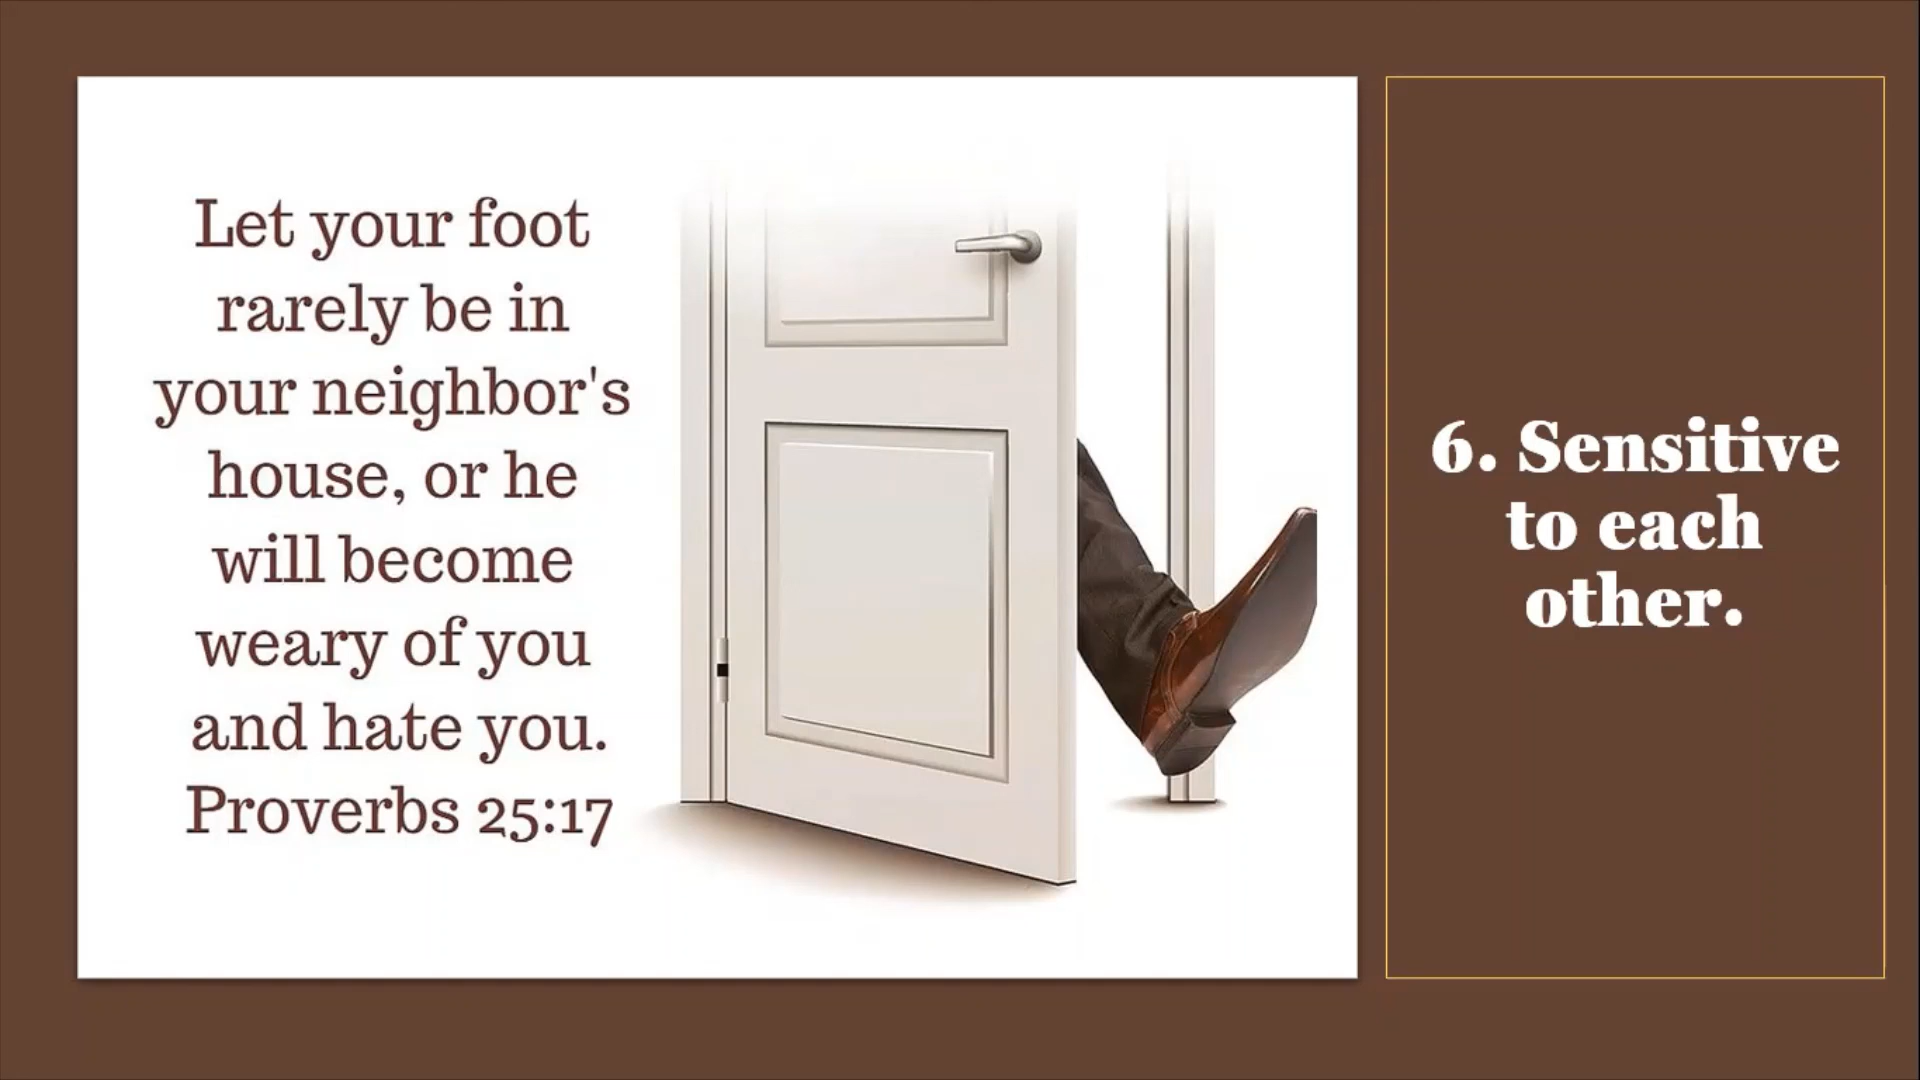 Let your foot
rarely be in
your neighbor's
house, or he
will become
weary of you
and hate you.
Proverbs 25:17
6. Sensitive
to each
other.